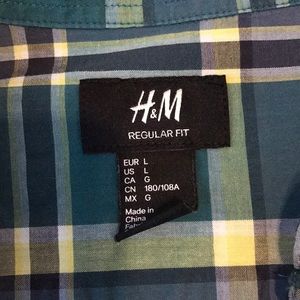 H&M
REGULAR FIT
EUR L
US L
CA G
CN 180/108A
MX G
Made in
China